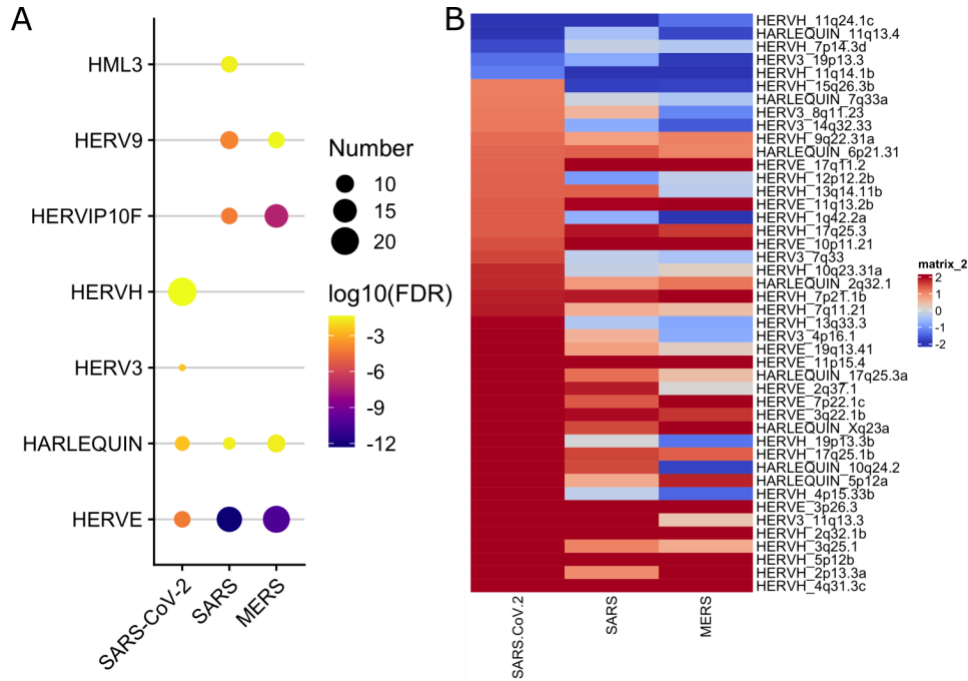 A
HML3
HERV9
HERVIP10F
HERVH
HERV3
HARLEQUIN
HERVE
SARS-CoV-2
SARS
MERS
Number
10
15
20
log10(FDR)
-3
-6
-9
-12
B
HERVH_11q24.1c
HARLEQUIN_11q13.4
HERVH_7p14.3d
HERV3_19p13.3
HERVH_11q14.1b
HERVH_15q26.3b
HARLEQUIN_7q33a
HERV3_8q11.23
HERV3_14q32.33
HERVH_9q22.31a
HARLEQUIN_6p21.31
HERVE_17q11.2
HERVH_12p12.2b
HERVH_13q14.11b
HERVE_11q13.2b
HERVH_1q42.2a
HERVH_17q25.3
HERVE_10p11.21
HERV3_7q33
HERVH_10q23.31a
HARLEQUIN_2q32.1
HERVH_7p21.1b
HERVH_7q11.21
HERVH_13q33.3
HERV3_4p16.1
HERVE_19q13.41
HERVE_11p15.4
HARLEQUIN_17q25.3a
HERVE_2q37.1
HERVE_7p22.1c
HERVE_3q22.1b
HARLEQUIN_Xq23a
HERVH_19p13.3b
HERVH_17q25.1b
HARLEQUIN_10q24.2
HARLEQUIN_5p12a
HERVH_4p15.33b
HERVE_3p26.3
HERV3_11q13.3
HERVH_2q32.1b
HERVH_3q25.1
HERVH_5p12b
HERVH_2p13.3a
HERVH_4q31.3c
SARS.CoV.2
SARS
MERS
matrix_2
2
1
0
-1
-2